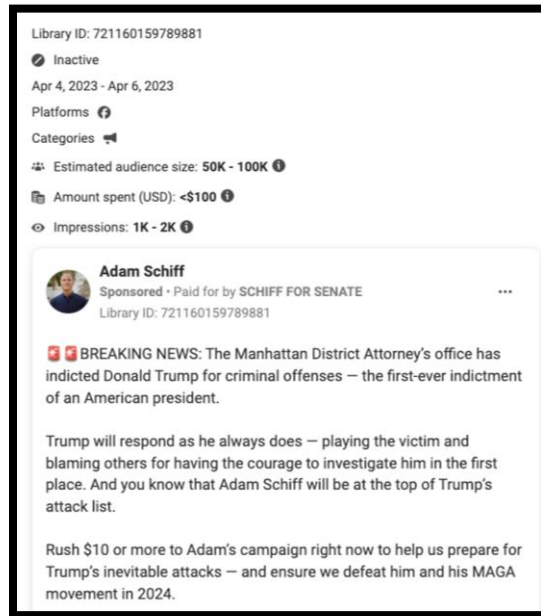 Library ID: 721160159789881
Inactive
Apr 4, 2023 - Apr 6, 2023
Platforms
Categories
Estimated audience size: 50K - 100K
Amount spent (USD): <$100
Impressions: 1K - 2K
Adam Schiff
Sponsored • Paid for by SCHIFF FOR SENATE
Library ID: 721160159789881
🚨 🚨 BREAKING NEWS: The Manhattan District Attorney's office has
indicted Donald Trump for criminal offenses — the first-ever indictment
of an American president.
Trump will respond as he always does — playing the victim and
blaming others for having the courage to investigate him in the first
place. And you know that Adam Schiff will be at the top of Trump's
attack list.
Rush $10 or more to Adam's campaign right now to help us prepare for
Trump's inevitable attacks — and ensure we defeat him and his MAGA
movement in 2024.